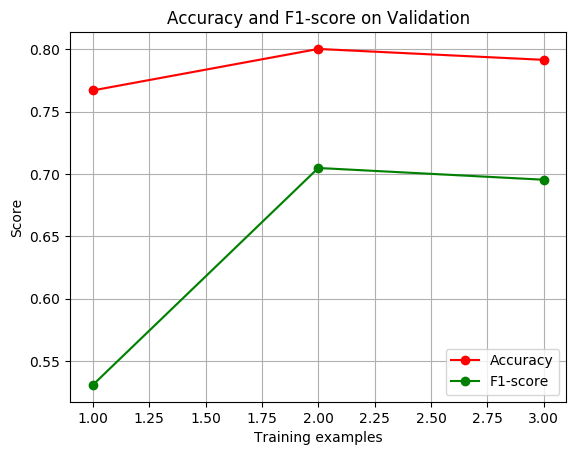 Accuracy and F1-score on Validation
0.80
0.75
0.70
0.65
0.60
0.55
Score
1.00 1.25 1.50 1.75 2.00 2.25 2.50 2.75 3.00
Training examples
Accuracy
F1-score